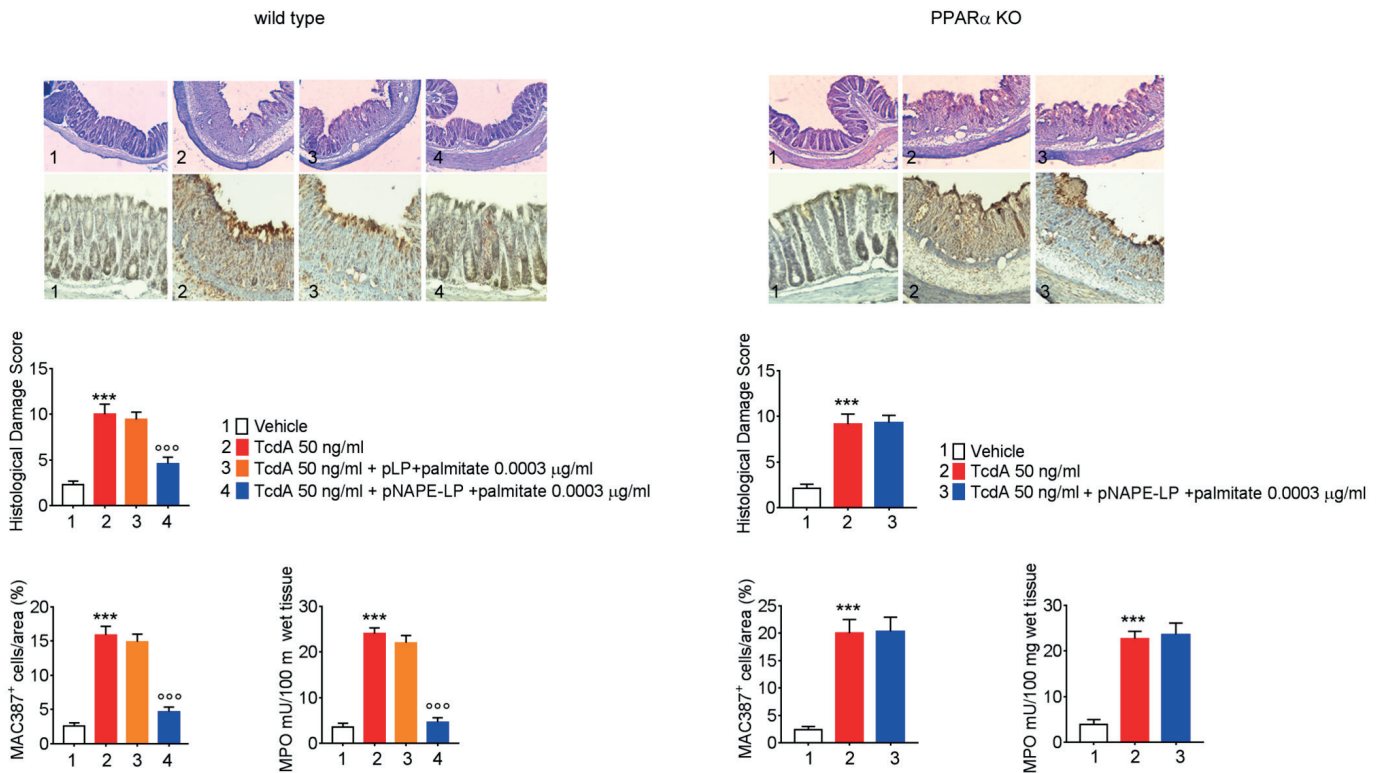 wild type
PPARα KO
1
2
3
4
1
2
3
4
1
2
3
1
2
3
Histological Damage Score
15
10
5
0
***
°°°
1 2 3 4
1 Vehicle
2 TcdA 50 ng/ml
3 TcdA 50 ng/ml + pLP+palmitate 0.0003 μg/ml
4 TcdA 50 ng/ml + pNAPE-LP +palmitate 0.0003 μg/ml
Histological Damage Score
15
10
5
0
***
1 2 3
1 Vehicle
2 TcdA 50 ng/ml
3 TcdA 50 ng/ml + pNAPE-LP +palmitate 0.0003 μg/ml
MAC387+ cells/area (%)
20
15
10
5
0
***
°°°
1 2 3 4
MPO mU/100 m wet tissue
30
20
10
0
***
°°°
1 2 3 4
MAC387+ cells/area (%)
25
20
15
10
5
0
***
1 2 3
MPO mU/100 mg wet tissue
30
20
10
0
***
1 2 3